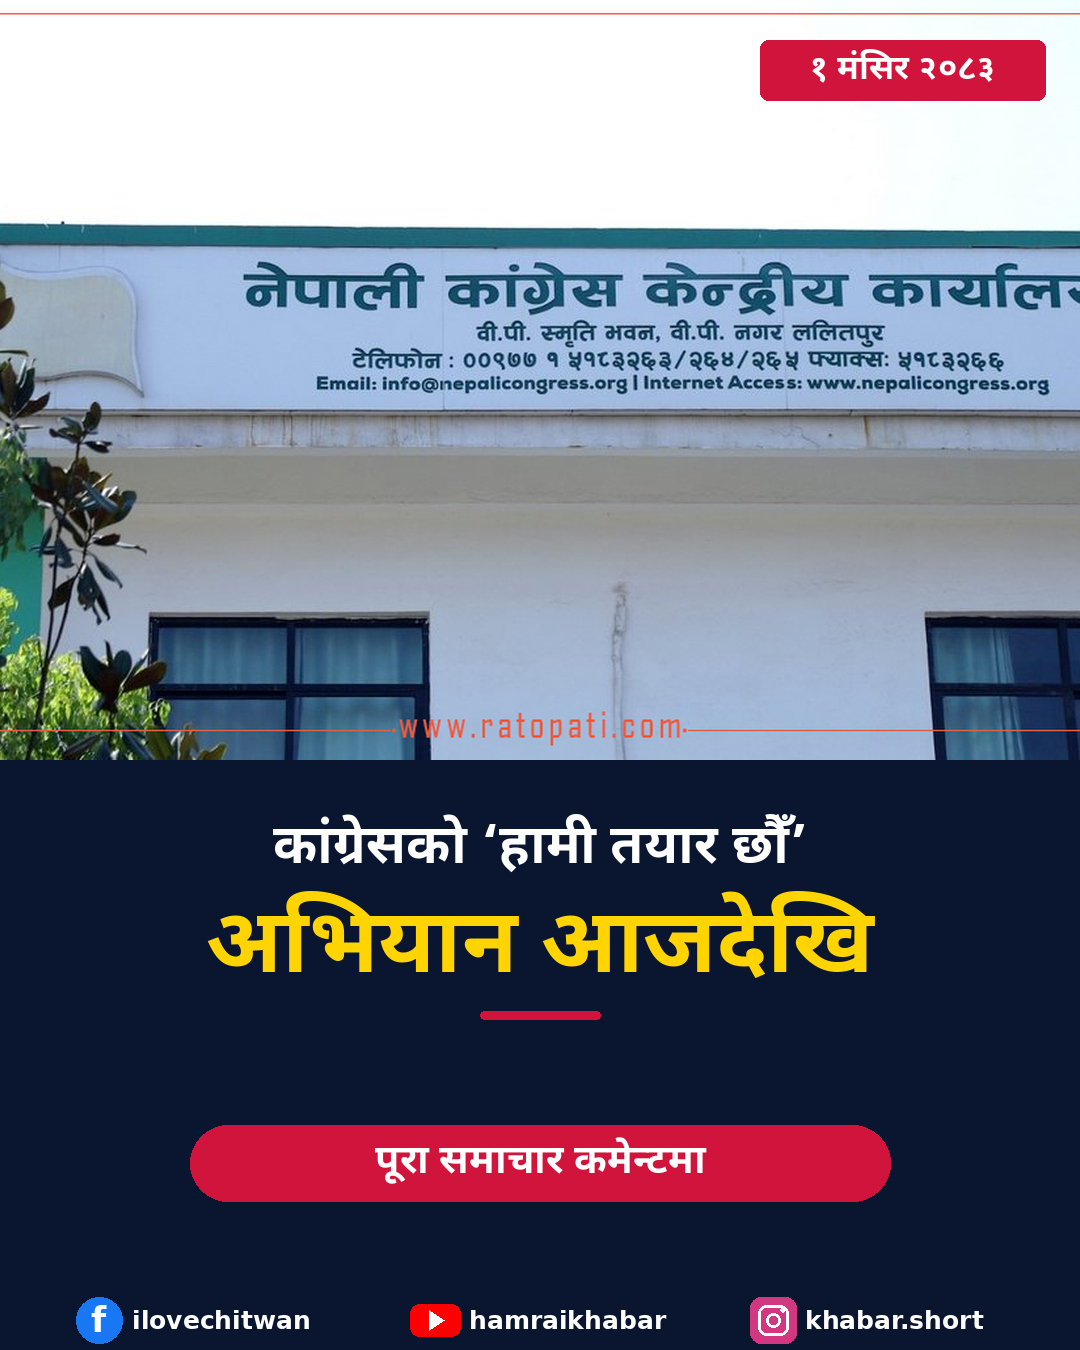 १ मंसिर २०८३
नेपाली कांग्रेस केन्द्रीय
वी.पी. स्मृति भवन, वी.पी. नगर ललितपुर
टेलिफोन : ००९७७ १ ५१८३२६३/२६४/२६५ फ्याक्स: ५१८३२६६
Email: info@nepalicongress.org | Internet Access: www.nepalicongress.org
www.ratopati.com
कांग्रेसको ‘हामी तयार छौँ’
अभियान आजदेखि
पूरा समाचार कमेन्टमा
ilovechitwan hamraikhabar khabar.short